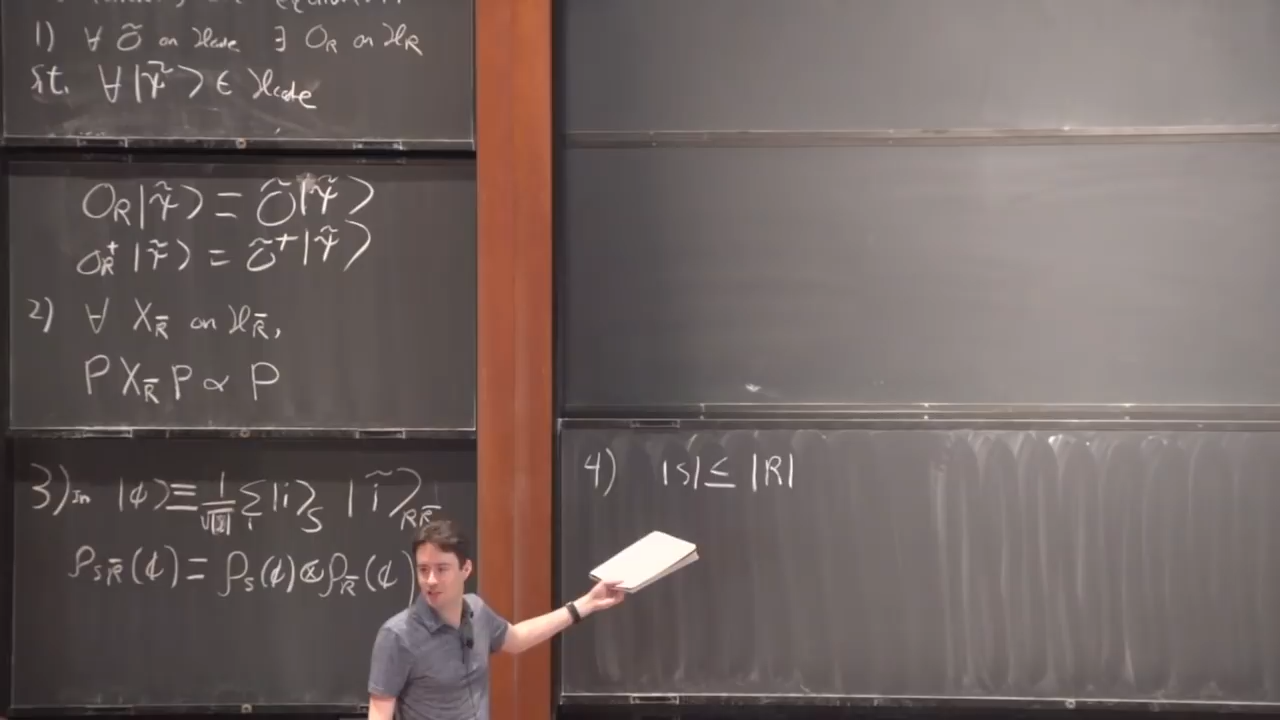 1) ∀ Õ on ℋcode ∃ O_R on ℋ_R
s.t. ∀ |ψ̃⟩ ∈ ℋcode
O_R|ψ̃⟩ = Õ|ψ̃⟩
O_R^†|ψ̃⟩ = Õ^†|ψ̃⟩
2) ∀ X_R̄ on ℋ_R̄,
P X_R̄ P ∝ P
3) In |ϕ⟩ ≡ 1/√|S| Σ_i |i⟩_S |ĩ⟩_RR̄
ρ_SR̄(ϕ) = ρ_S(ϕ) ⊗ ρ_R̄(ϕ)
4) |S| ≤ |R|